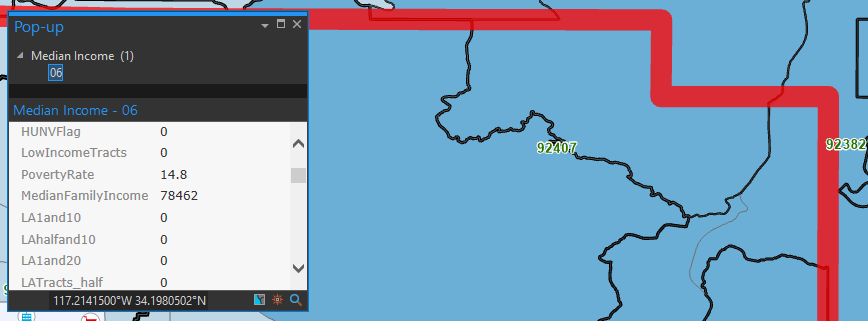 Pop-up
Median Income (1)
06
Median Income - 06
HUNVFlag 0
LowIncomeTracts 0
PovertyRate 14.8
MedianFamilyIncome 78462
LA1and10 0
LAhalfand10 0
LA1and20 0
LATracts_half 0
117.2141500°W 34.1980502°N
92407
92382